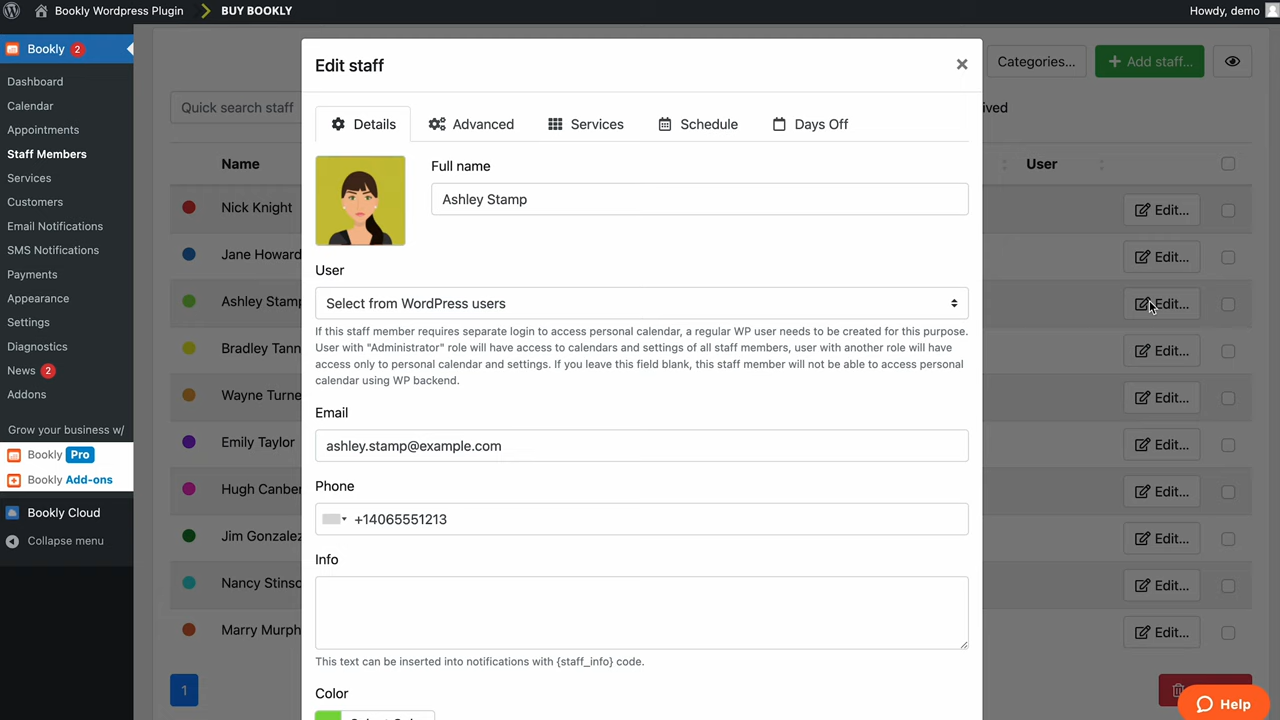 Bookly Wordpress Plugin
BUY BOOKLY
Howdy, demo
Bookly 2
Dashboard
Calendar
Appointments
Staff Members
Services
Customers
Email Notifications
SMS Notifications
Payments
Appearance
Settings
Diagnostics
News 2
Addons
Grow your business w/
Bookly Pro
Bookly Add-ons
Bookly Cloud
Collapse menu
Categories...
+ Add staff...
Quick search staff
Name
User
Nick Knight
Edit...
Jane Howard
Edit...
Ashley Stamp
Edit...
Edit...
Bradley Tann
Wayne Turne
Edit...
Emily Taylor
Edit...
Hugh Canber
Edit...
Jim Gonzalez
Edit...
Nancy Stins
Edit...
Marry Murph
Edit...
1
Help
Edit staff
Details
Advanced
Services
Schedule
Days Off
Full name
Ashley Stamp
User
Select from WordPress users
If this staff member requires separate login to access personal calendar, a regular WP user needs to be created for this purpose.
User with "Administrator" role will have access to calendars and settings of all staff members, user with another role will have
access only to personal calendar and settings. If you leave this field blank, this staff member will not be able to access personal
calendar using WP backend.
Email
ashley.stamp@example.com
Phone
+14065551213
Info
This text can be inserted into notifications with {staff_info} code.
Color